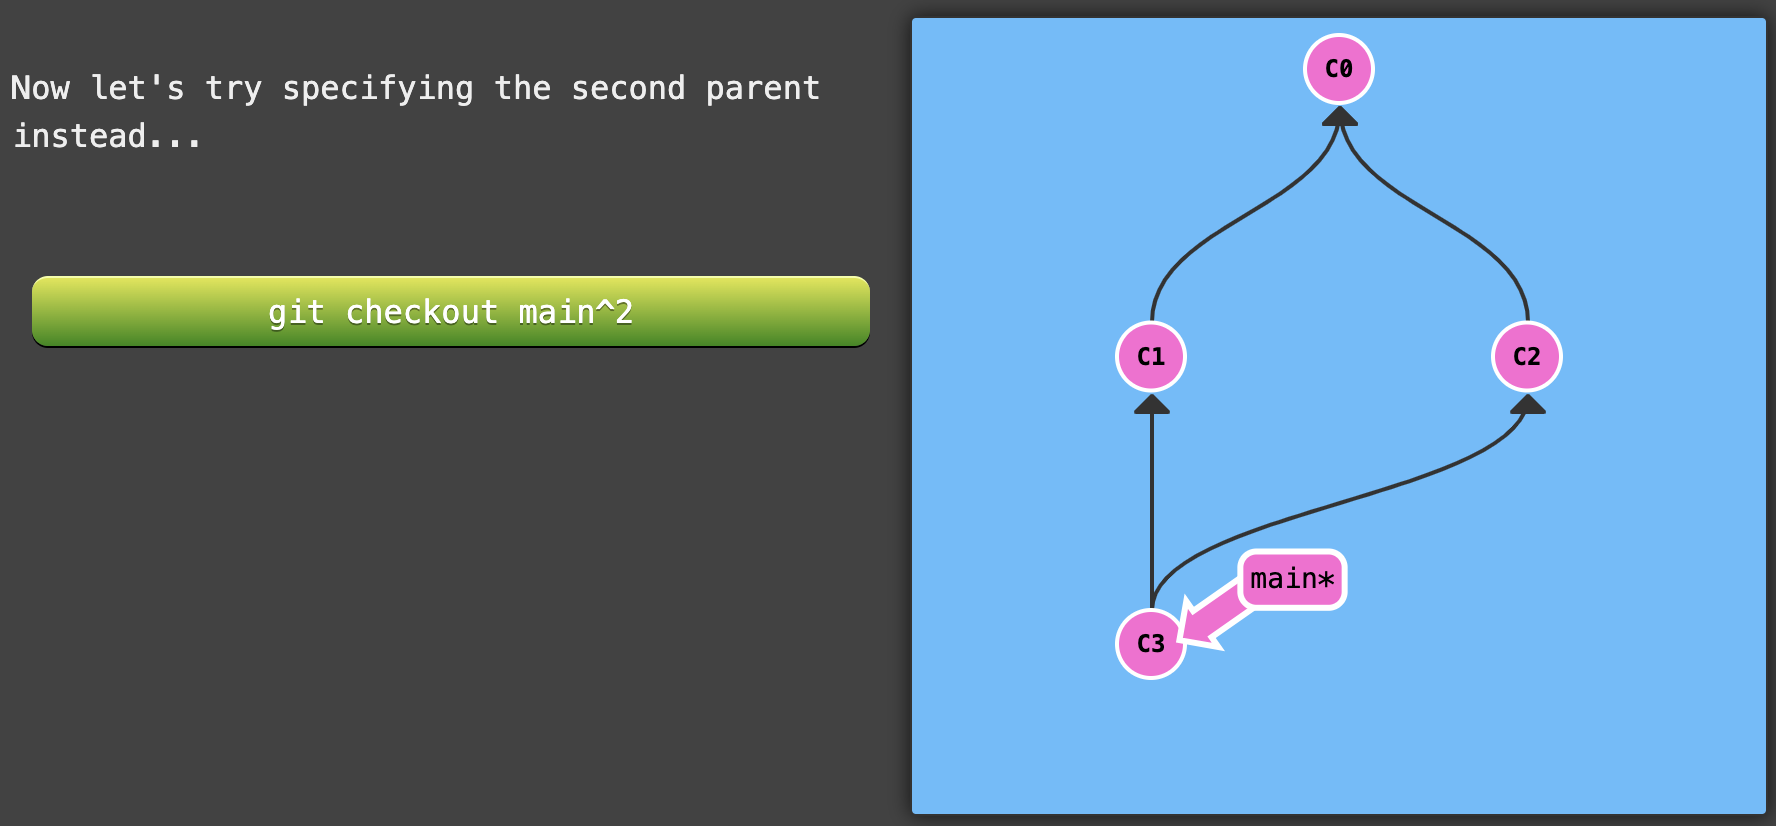 Now let's try specifying the second parent
instead...
git checkout main^2
C0
C1
C2
main*
C3